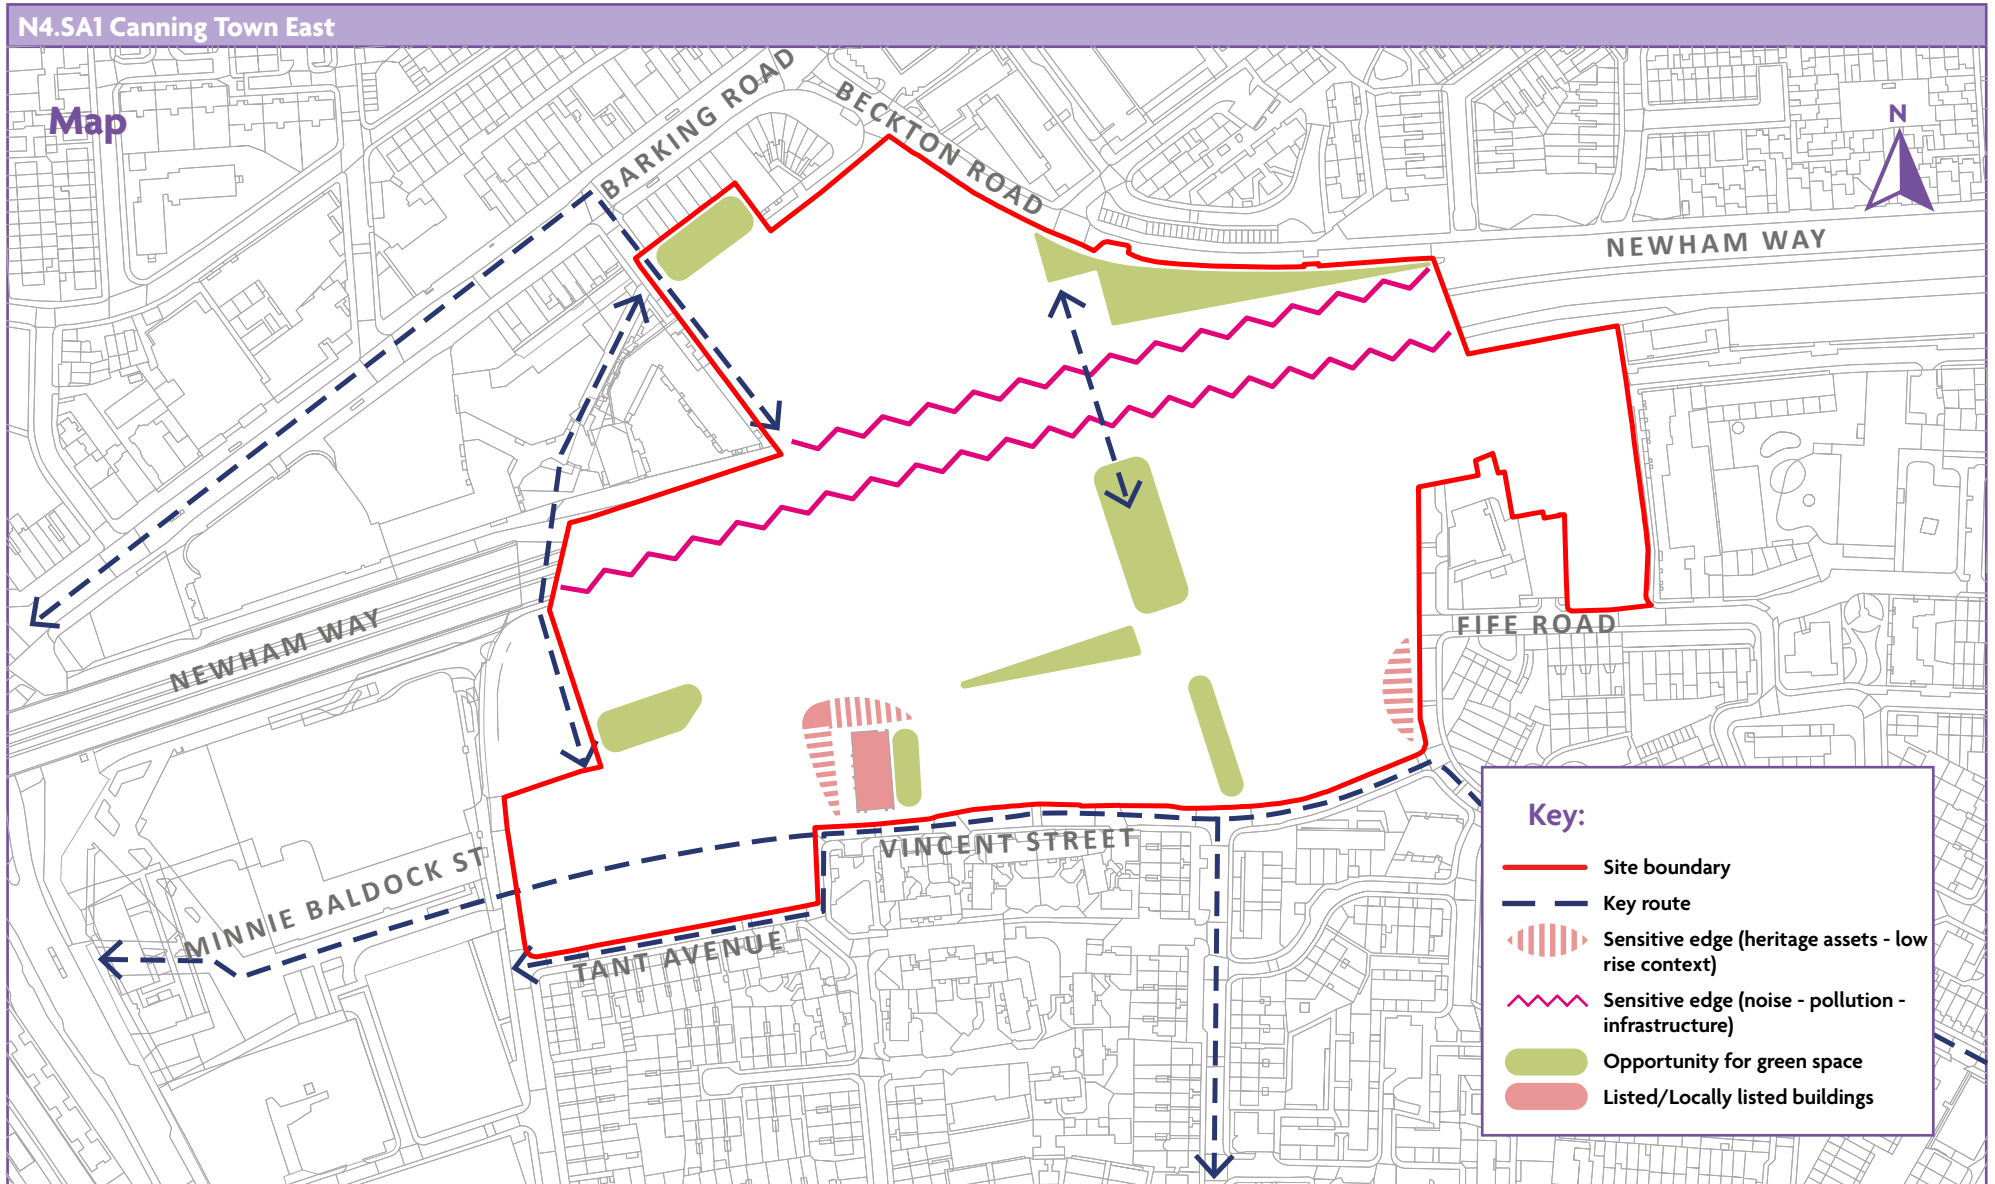 N4.SA1 Canning Town East
Map
BARKING ROAD
BECKTON ROAD
N
NEWHAM WAY
NEWHAM WAY
FIFE ROAD
VINCENT STREET
MINNIE BALDOCK ST
TANT AVENUE
Key:
Site boundary
Key route
Sensitive edge (heritage assets - low
rise context)
Sensitive edge (noise - pollution -
infrastructure)
Opportunity for green space
Listed/Locally listed buildings